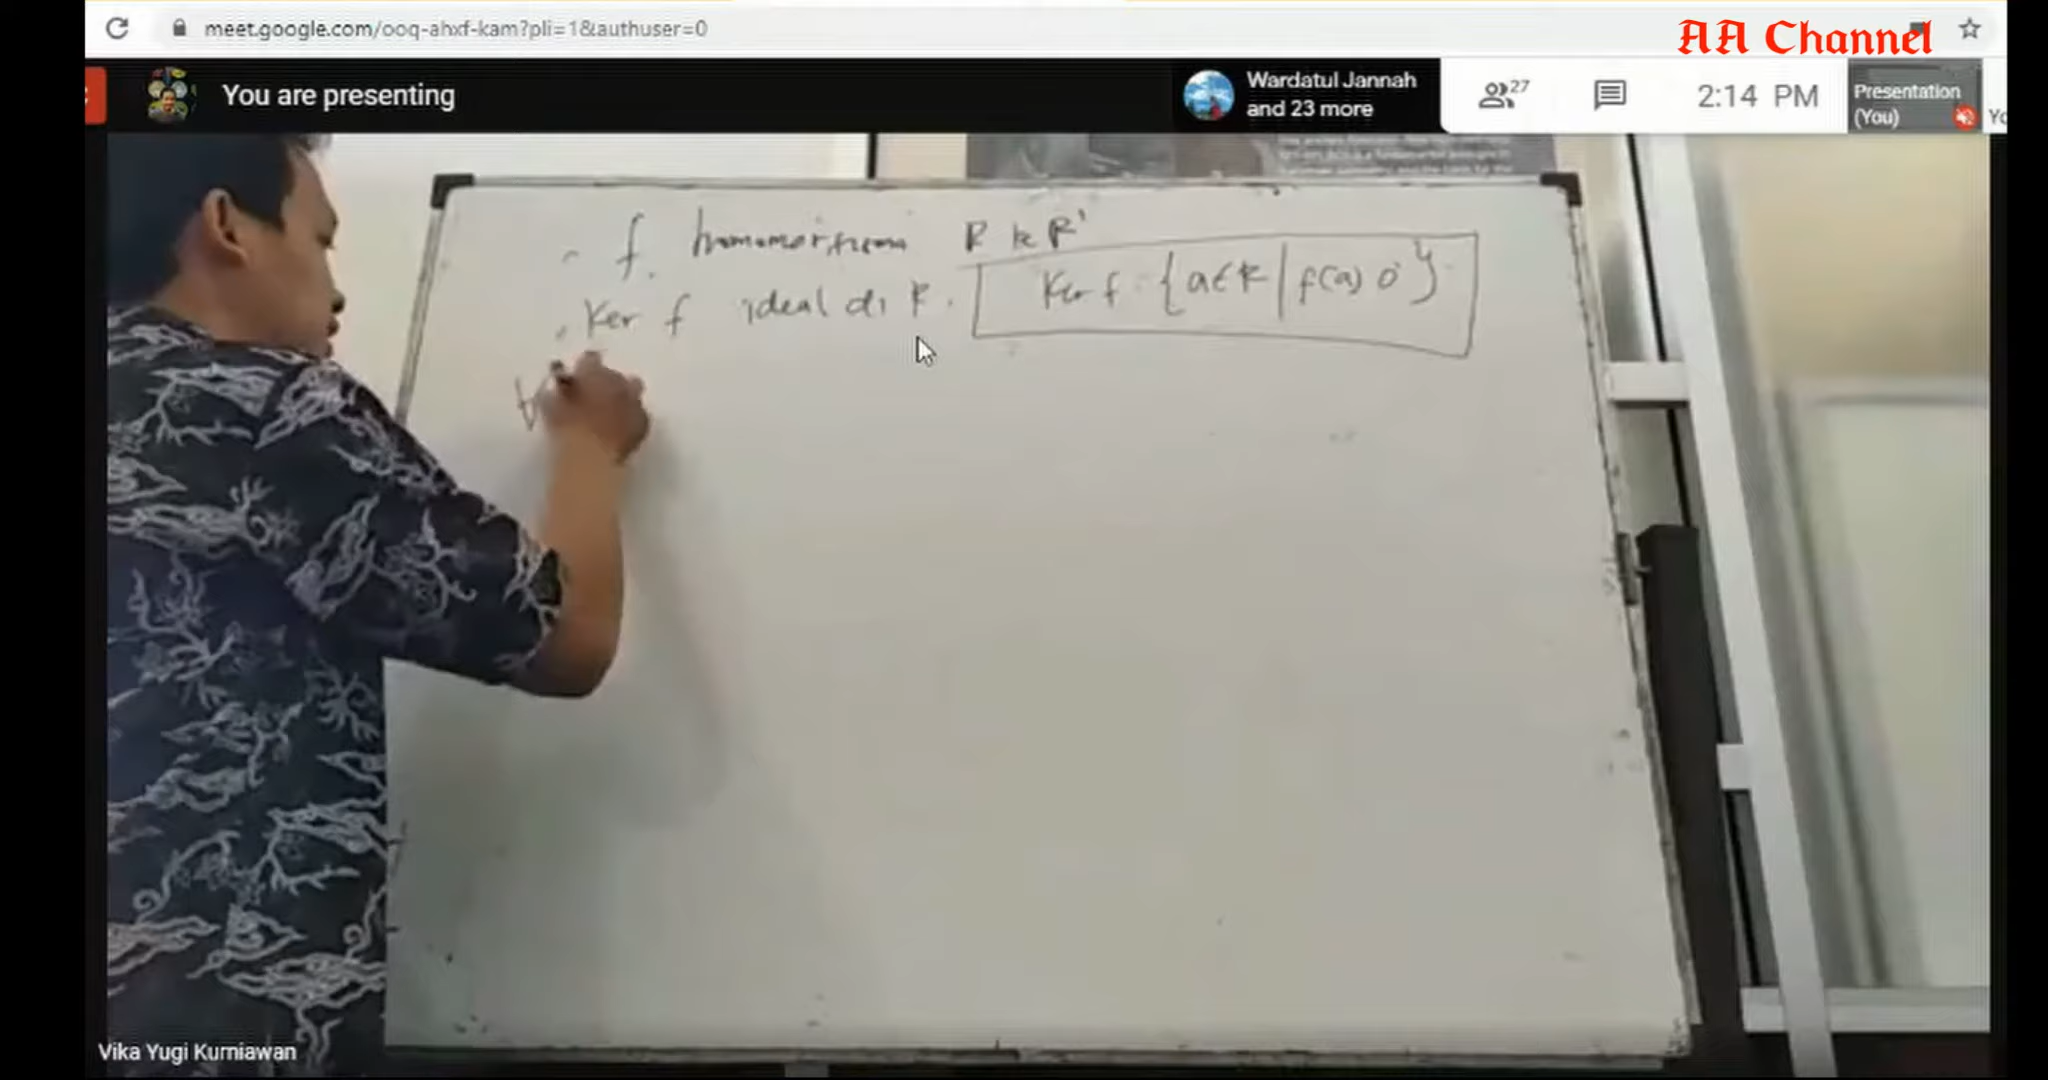 meet.google.com/ooq-ahxf-kam?pli=1&authuser=0
AA Channel
You are presenting
Wardatul Jannah
and 23 more
27
2:14 PM
Presentation
(You)
Yo
f homomorfisma R ke R'
Ker f ideal di R.
Ker f = {a ∈ R | f(a) 0'}
Vika Yugi Kurniawan